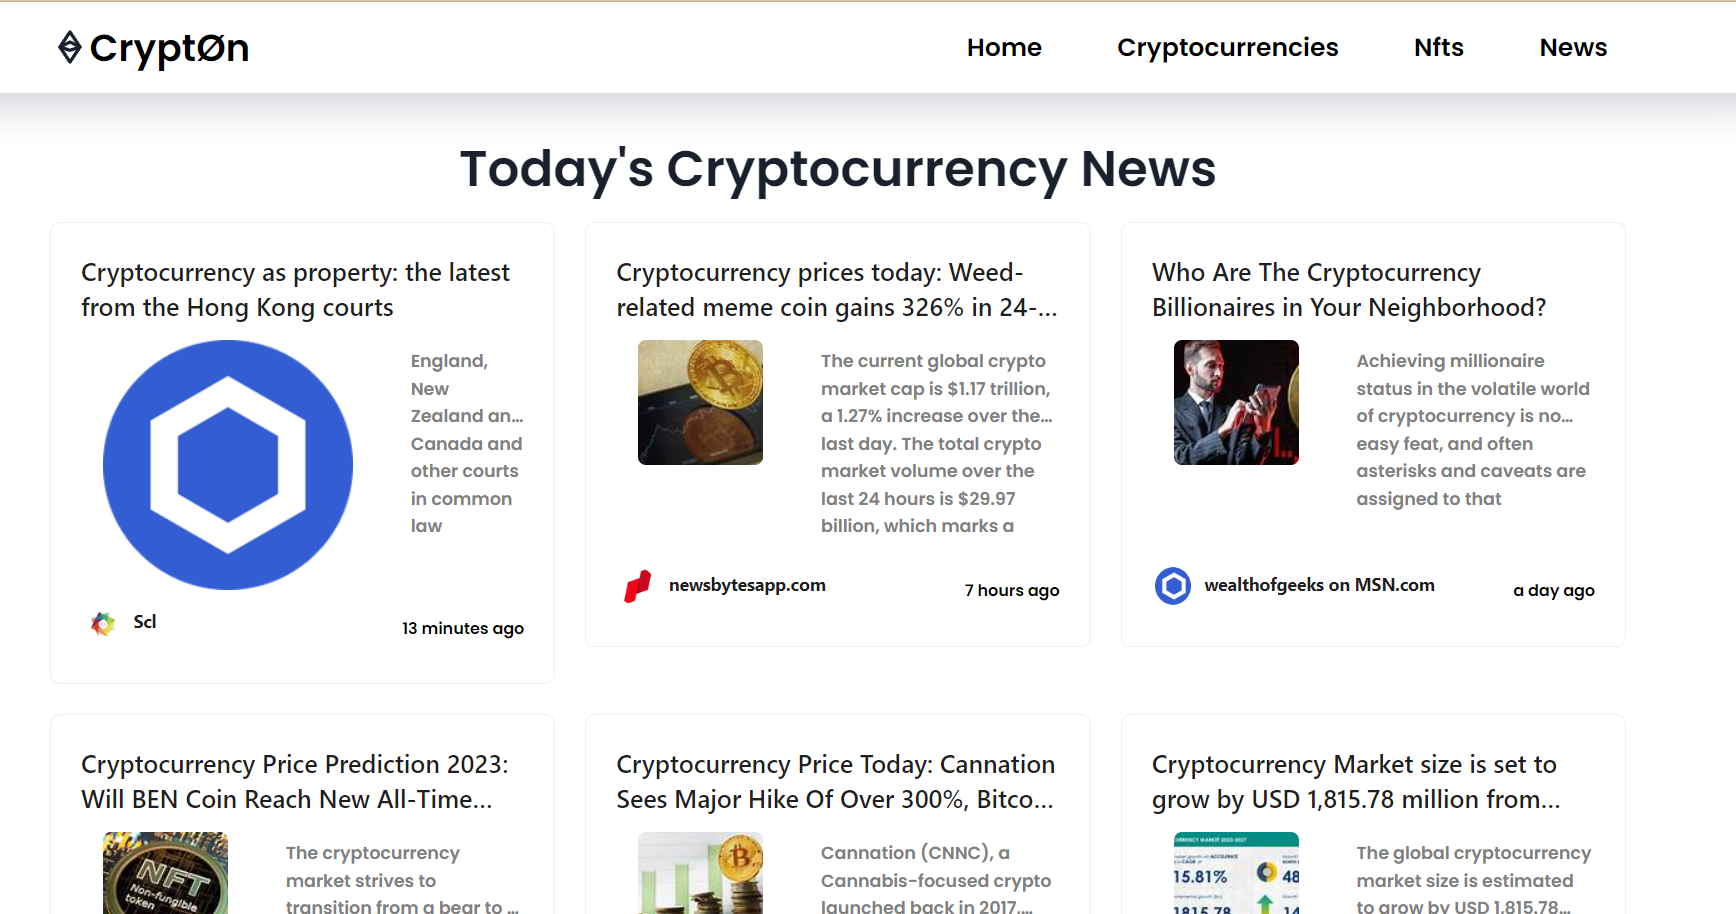 CryptØn
Home
Cryptocurrencies
Nfts
News
Today's Cryptocurrency News
Cryptocurrency as property: the latest
from the Hong Kong courts
England,
New
Zealand an...
Canada and
other courts
in common
law
Scl
13 minutes ago
Cryptocurrency prices today: Weed-
related meme coin gains 326% in 24-...
The current global crypto
market cap is $1.17 trillion,
a 1.27% increase over the...
last day. The total crypto
market volume over the
last 24 hours is $29.97
billion, which marks a
newsbytesapp.com
7 hours ago
Who Are The Cryptocurrency
Billionaires in Your Neighborhood?
Achieving millionaire
status in the volatile world
of cryptocurrency is no...
easy feat, and often
asterisks and caveats are
assigned to that
wealthofgeeks on MSN.com
a day ago
Cryptocurrency Price Prediction 2023:
Will BEN Coin Reach New All-Time...
NFT
Non-fungible
token
The cryptocurrency
market strives to
transition from a bear to ...
Cryptocurrency Price Today: Cannation
Sees Major Hike Of Over 300%, Bitco...
Cannation (CNNC), a
Cannabis-focused crypto
launched back in 2017,...
Cryptocurrency Market size is set to
grow by USD 1,815.78 million from...
15.81%
48
1815.78
14
The global cryptocurrency
market size is estimated
to grow by USD 1,815.78...